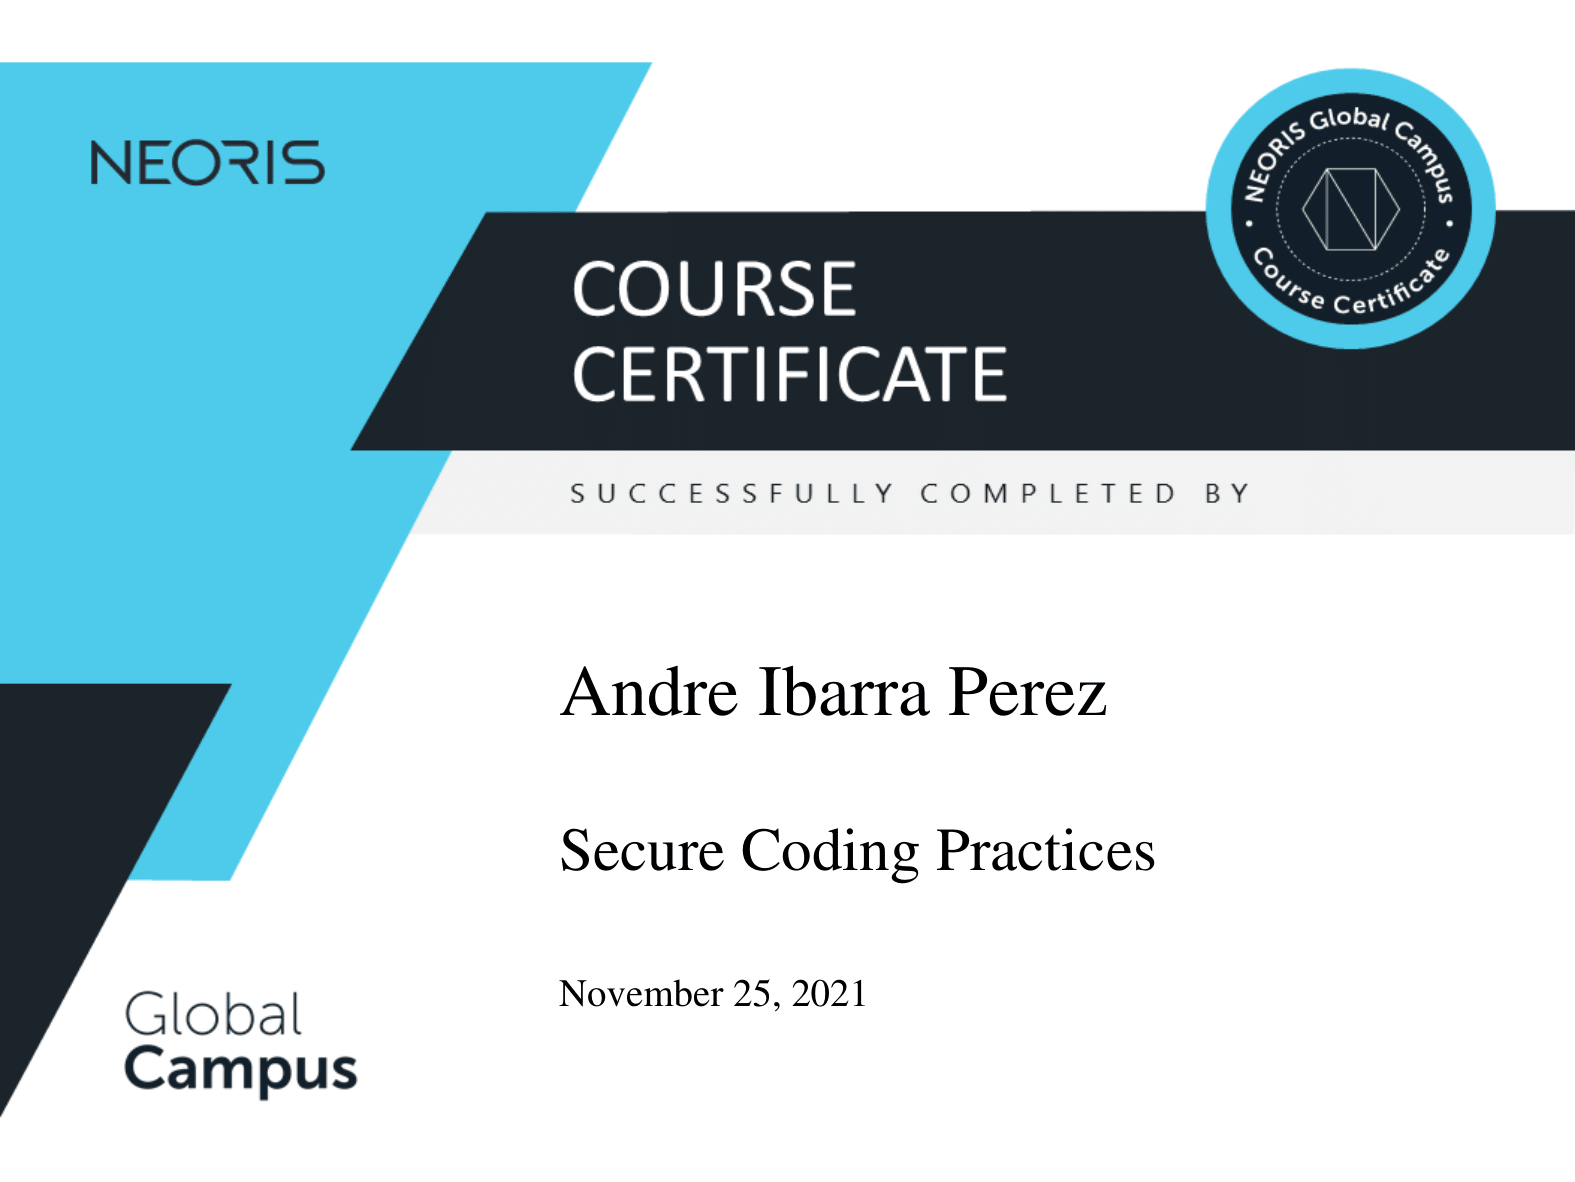 NEORIS
NEORIS Global Campus
Course Certificate
COURSE
CERTIFICATE
SUCCESSFULLY COMPLETED BY
Andre Ibarra Perez
Secure Coding Practices
November 25, 2021
Global
Campus